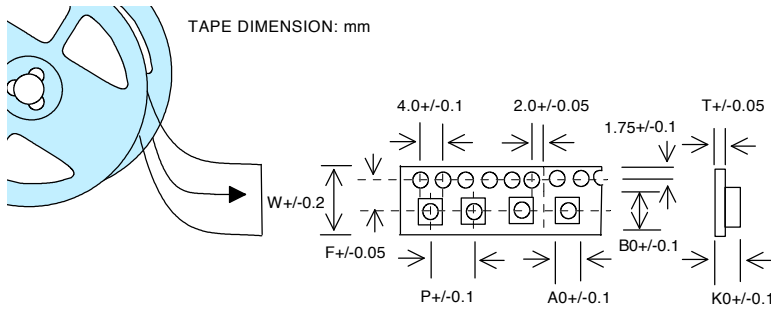 TAPE DIMENSION: mm
4.0+/-0.1
2.0+/-0.05
T+/-0.05
1.75+/-0.1
W+/-0.2
F+/-0.05
B0+/-0.1
P+/-0.1
A0+/-0.1
K0+/-0.1